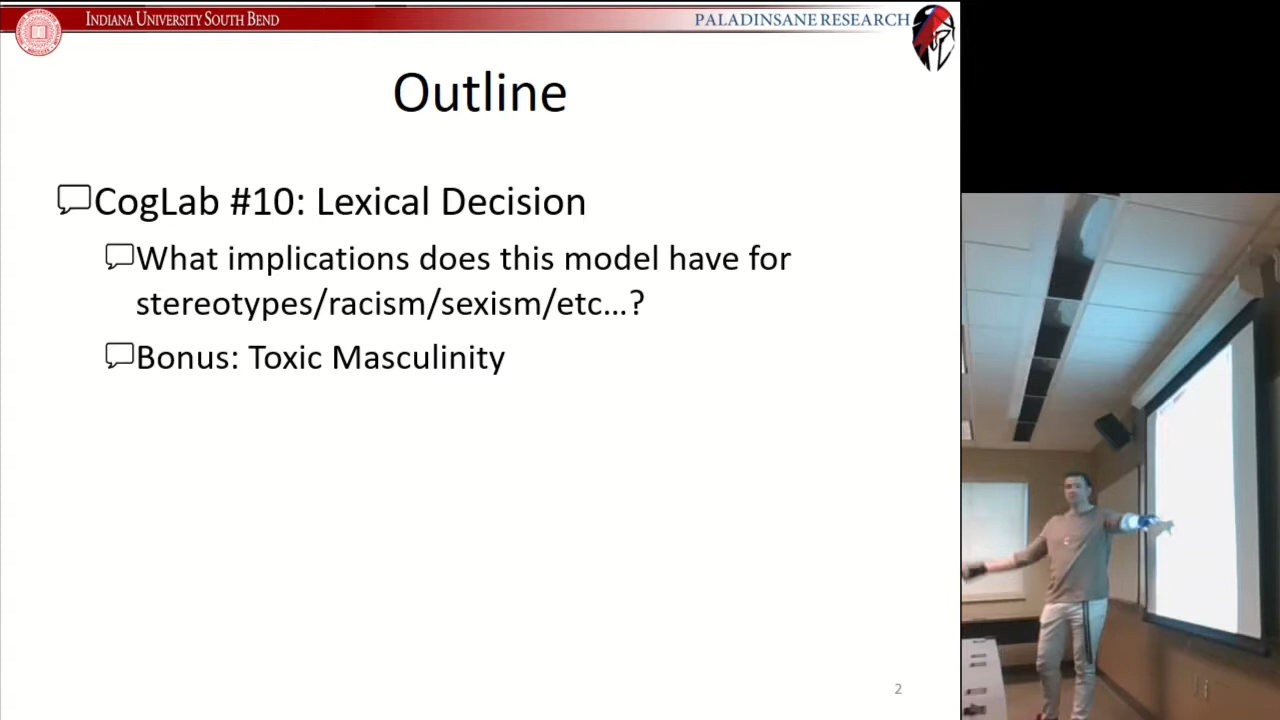 INDIANA UNIVERSITY SOUTH BEND
PALADINSANE RESEARCH
Outline
CogLab #10: Lexical Decision
What implications does this model have for
stereotypes/racism/sexism/etc...?
Bonus: Toxic Masculinity
2